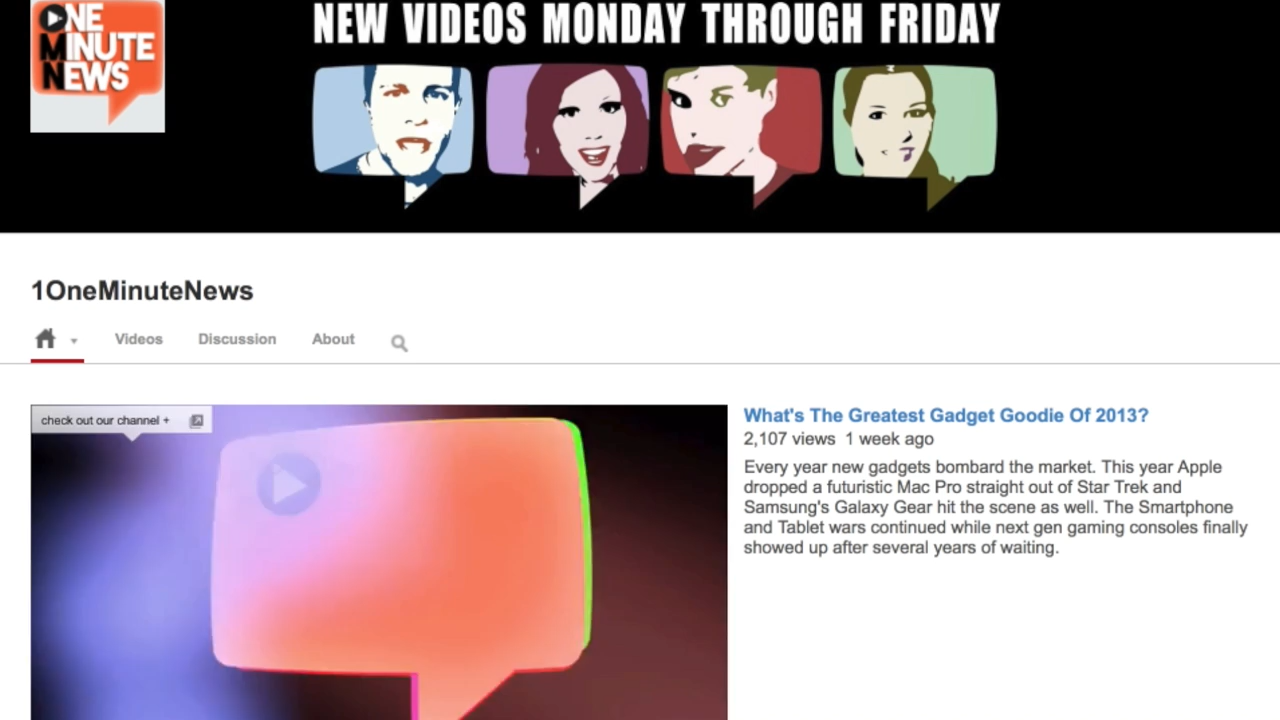 ONE
MINUTE
NEWS
NEW VIDEOS MONDAY THROUGH FRIDAY
1OneMinuteNews
Videos Discussion About
check out our channel +
What's The Greatest Gadget Goodie Of 2013?
2,107 views 1 week ago
Every year new gadgets bombard the market. This year Apple
dropped a futuristic Mac Pro straight out of Star Trek and
Samsung's Galaxy Gear hit the scene as well. The Smartphone
and Tablet wars continued while next gen gaming consoles finally
showed up after several years of waiting.